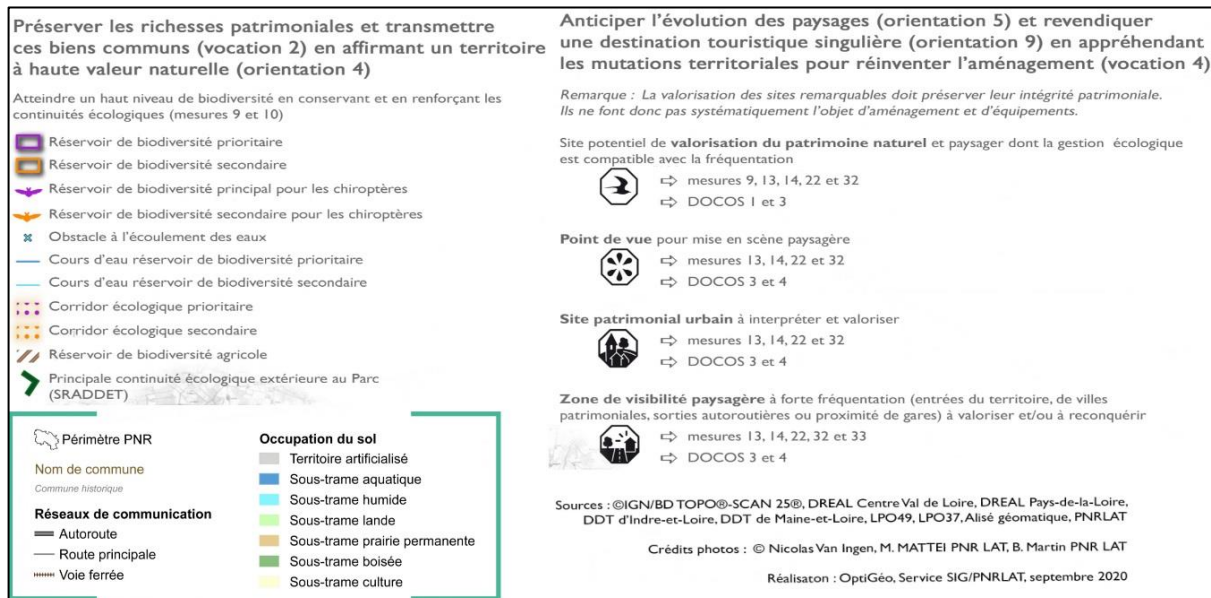 Préserver les richesses patrimoniales et transmettre
ces biens communs (vocation 2) en affirmant un territoire
à haute valeur naturelle (orientation 4)
Atteindre un haut niveau de biodiversité en conservant et en renforçant les
continuités écologiques (mesures 9 et 10)
Réservoir de biodiversité prioritaire
Réservoir de biodiversité secondaire
Réservoir de biodiversité principal pour les chiroptères
Réservoir de biodiversité secondaire pour les chiroptères
Obstacle à l'écoulement des eaux
Cours d'eau réservoir de biodiversité prioritaire
Cours d'eau réservoir de biodiversité secondaire
Corridor écologique prioritaire
Corridor écologique secondaire
Réservoir de biodiversité agricole
Principale continuité écologique extérieure au Parc
(SRADDET)
Périmètre PNR
Nom de commune
Commune historique
Réseaux de communication
Autoroute
Route principale
Voie ferrée
Occupation du sol
Territoire artificialisé
Sous-trame aquatique
Sous-trame humide
Sous-trame lande
Sous-trame prairie permanente
Sous-trame boisée
Sous-trame culture
Anticiper l'évolution des paysages (orientation 5) et revendiquer
une destination touristique singulière (orientation 9) en appréhendant
les mutations territoriales pour réinventer l'aménagement (vocation 4)
Remarque : La valorisation des sites remarquables doit préserver leur intégrité patrimoniale.
Ils ne font donc pas systématiquement l'objet d'aménagement et d'équipements.
Site potentiel de valorisation du patrimoine naturel et paysager dont la gestion écologique
est compatible avec la fréquentation
⇨ mesures 9, 13, 14, 22 et 32
⇨ DOCOS 1 et 3
Point de vue pour mise en scène paysagère
⇨ mesures 13, 14, 22 et 32
⇨ DOCOS 3 et 4
Site patrimonial urbain à interpréter et valoriser
⇨ mesures 13, 14, 22 et 32
⇨ DOCOS 3 et 4
Zone de visibilité paysagère à forte fréquentation (entrées du territoire, de villes
patrimoniales, sorties autoroutières ou proximité de gares) à valoriser et/ou à reconquérir
⇨ mesures 13, 14, 22, 32 et 33
⇨ DOCOS 3 et 4
Sources : ©IGN/BD TOPO®-SCAN 25®, DREAL Centre Val de Loire, DREAL Pays-de-la-Loire,
DDT d'Indre-et-Loire, DDT de Maine-et-Loire, LPO49, LPO37, Alisé géomatique, PNRLAT
Crédits photos : © Nicolas Van Ingen, M. MATTEI PNR LAT, B. Martin PNR LAT
Réalisaton : OptiGéo, Service SIG/PNRLAT, septembre 2020